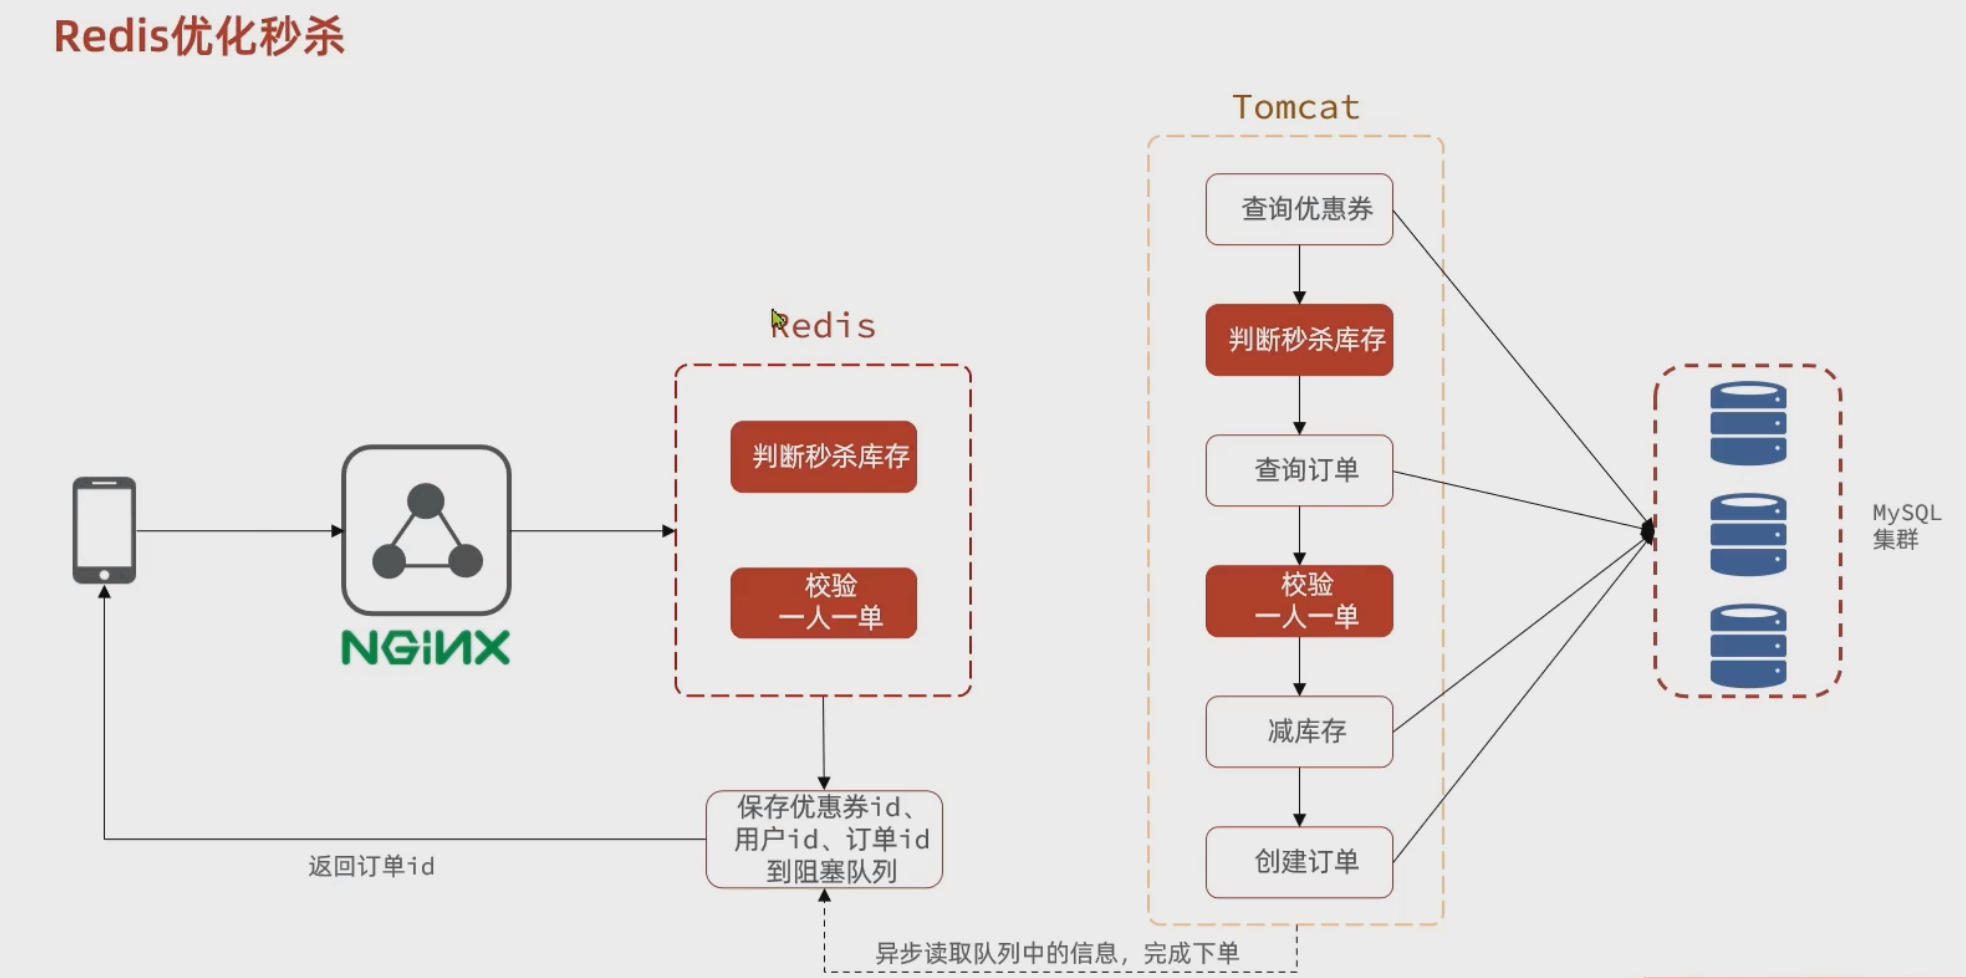 Redis优化秒杀
Tomcat
查询优惠券
判断秒杀库存
查询订单
校验
一人一单
减库存
创建订单
Redis
判断秒杀库存
校验
一人一单
NGiNX
保存优惠券id、
用户id、订单id
到阻塞队列
返回订单id
异步读取队列中的信息，完成下单
MySQL
集群